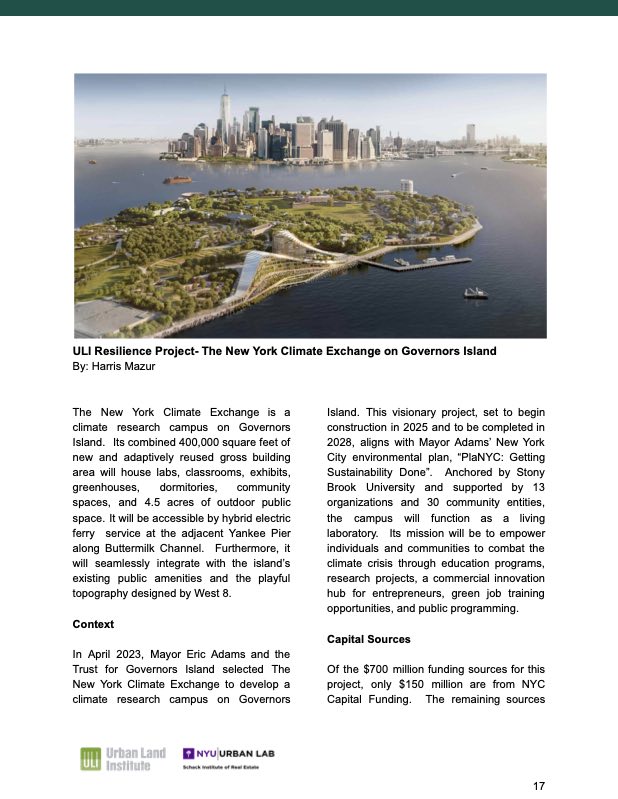 ULI Resilience Project- The New York Climate Exchange on Governors Island
By: Harris Mazur
The New York Climate Exchange is a
climate research campus on Governors
Island. Its combined 400,000 square feet of
new and adaptively reused gross building
area will house labs, classrooms, exhibits,
greenhouses, dormitories, community
spaces, and 4.5 acres of outdoor public
space. It will be accessible by hybrid electric
ferry service at the adjacent Yankee Pier
along Buttermilk Channel. Furthermore, it
will seamlessly integrate with the island's
existing public amenities and the playful
topography designed by West 8.
Context
In April 2023, Mayor Eric Adams and the
Trust for Governors Island selected The
New York Climate Exchange to develop a
climate research campus on Governors
Island. This visionary project, set to begin
construction in 2025 and to be completed in
2028, aligns with Mayor Adams' New York
City environmental plan, "PlaNYC: Getting
Sustainability Done". Anchored by Stony
Brook University and supported by 13
organizations and 30 community entities,
the campus will function as a living
laboratory. Its mission will be to empower
individuals and communities to combat the
climate crisis through education programs,
research projects, a commercial innovation
hub for entrepreneurs, green job training
opportunities, and public programming.
Capital Sources
Of the $700 million funding sources for this
project, only $150 million are from NYC
Capital Funding. The remaining sources
ULI Urban Land
Institute
NYU URBAN LAB
Schack Institute of Real Estate
17